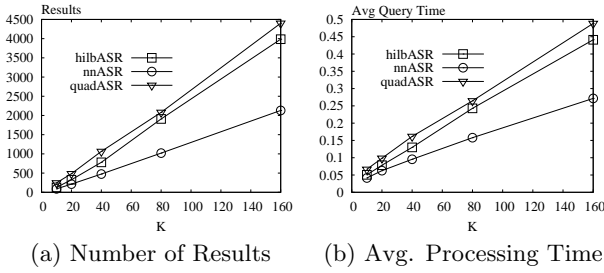 Results
5000
4500
4000
3500
3000
2500
2000
1500
1000
500
0
hilbASR
nnASR
quadASR
0 20 40 60 80 100 120 140 160
K
(a) Number of Results
Avg Query Time
0.5
0.45
0.4
0.35
0.3
0.25
0.2
0.15
0.1
0.05
0
hilbASR
nnASR
quadASR
0 20 40 60 80 100 120 140 160
K
(b) Avg. Processing Time